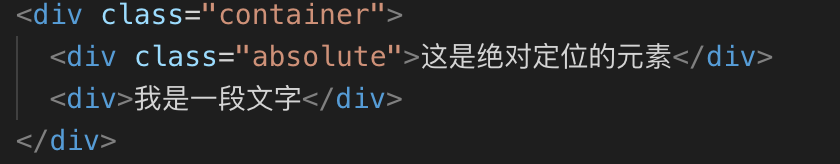 <div class="container">
<div class="absolute">这是绝对定位的元素</div>
<div>我是一段文字</div>
</div>